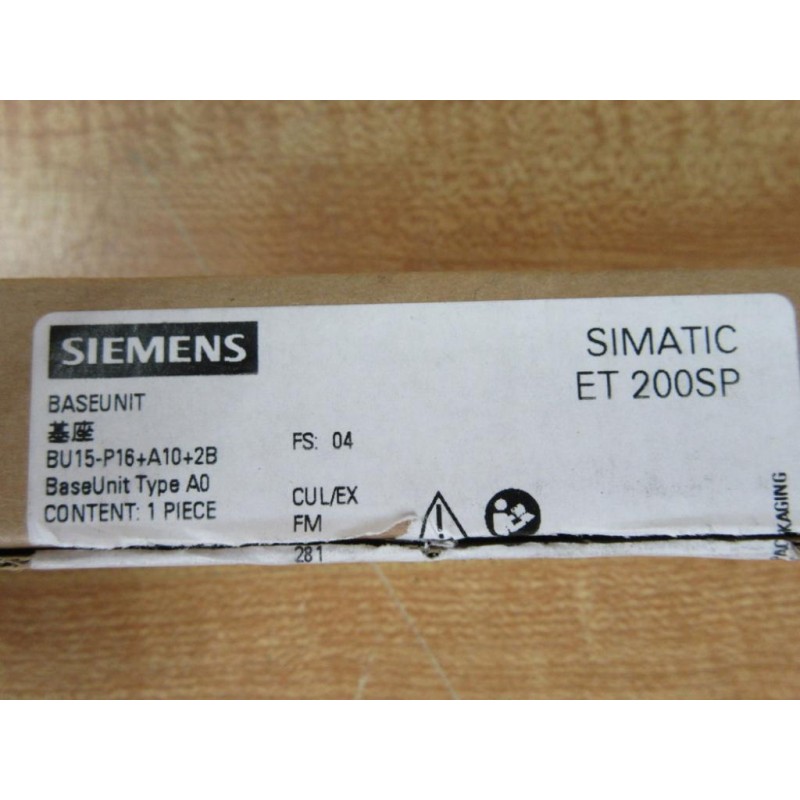 SIEMENS
SIMATIC
ET 200SP
BASEUNIT
基座
BU15-P16+A10+2B
BaseUnit Type A0
CONTENT: 1 PIECE
FS: 04
CUL/EX
FM
281